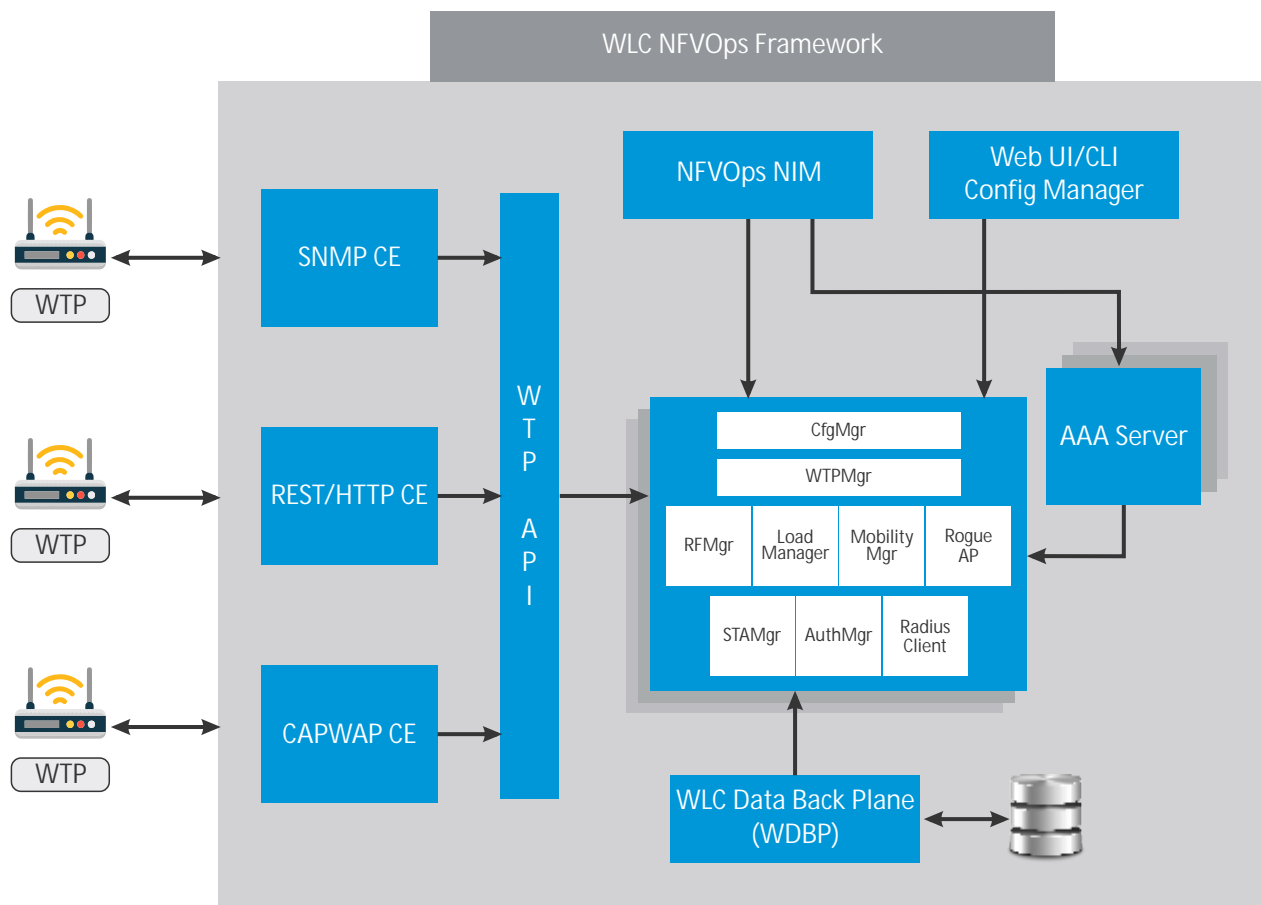 WLC NFVOps Framework
NFVOps NIM
Web UI/CLI
Config Manager
WTP
SNMP CE
WTP
REST/HTTP CE
WTP
CAPWAP CE
W
T
P
A
P
I
CfgMgr
WTPMgr
RFMgr
Load
Manager
Mobility
Mgr
Rogue
AP
STAMgr
AuthMgr
Radius
Client
AAA Server
WLC Data Back Plane
(WDBP)